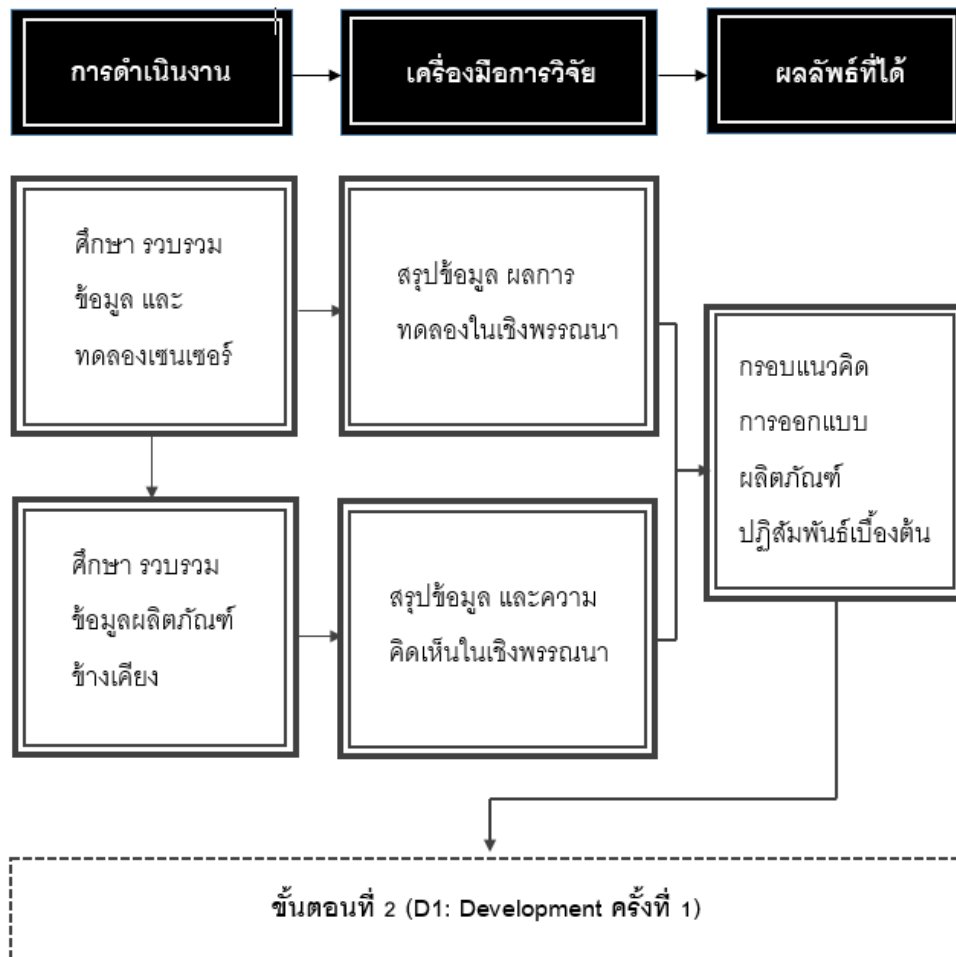 การดำเนินงาน
เครื่องมือการวิจัย
ผลลัพธ์ที่ได้
ศึกษา รวบรวม
ข้อมูล และ
ทดลองเซนเซอร์
สรุปข้อมูล ผลการ
ทดลองในเชิงพรรณนา
กรอบแนวคิด
การออกแบบ
ผลิตภัณฑ์
ปฏิสัมพันธ์เบื้องต้น
ศึกษา รวบรวม
ข้อมูลผลิตภัณฑ์
ข้างเคียง
สรุปข้อมูล และความ
คิดเห็นในเชิงพรรณนา
ขั้นตอนที่ 2 (D1: Development ครั้งที่ 1)